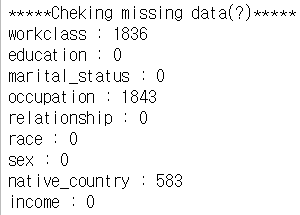 *****Cheking missing data(?)*****
workclass : 1836
education : 0
marital_status : 0
occupation : 1843
relationship : 0
race : 0
sex : 0
native_country : 583
income : 0